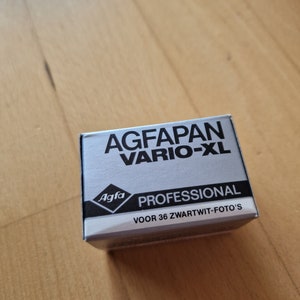 AGFAPAN
VARIO-XL
Agfa
PROFESSIONAL
VOOR 36 ZWARTWIT-FOTO'S